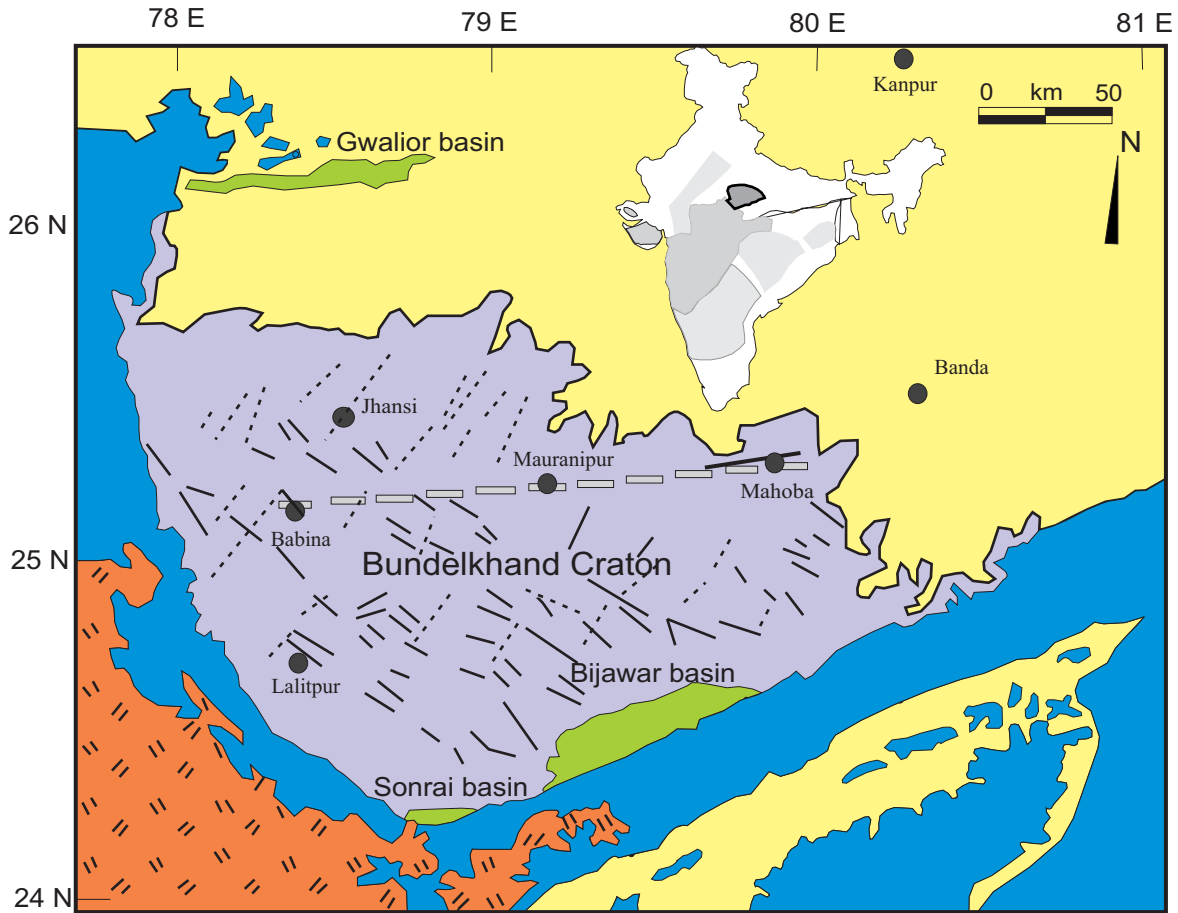 78 E 79 E 80 E 81 E
Kanpur
0 km 50
Gwalior basin
N
26 N
Banda
Jhansi
Mauranipur
Mahoba
Babina
25 N
Bundelkhand Craton
Bijawar basin
Lalitpur
Sonrai basin
24 N